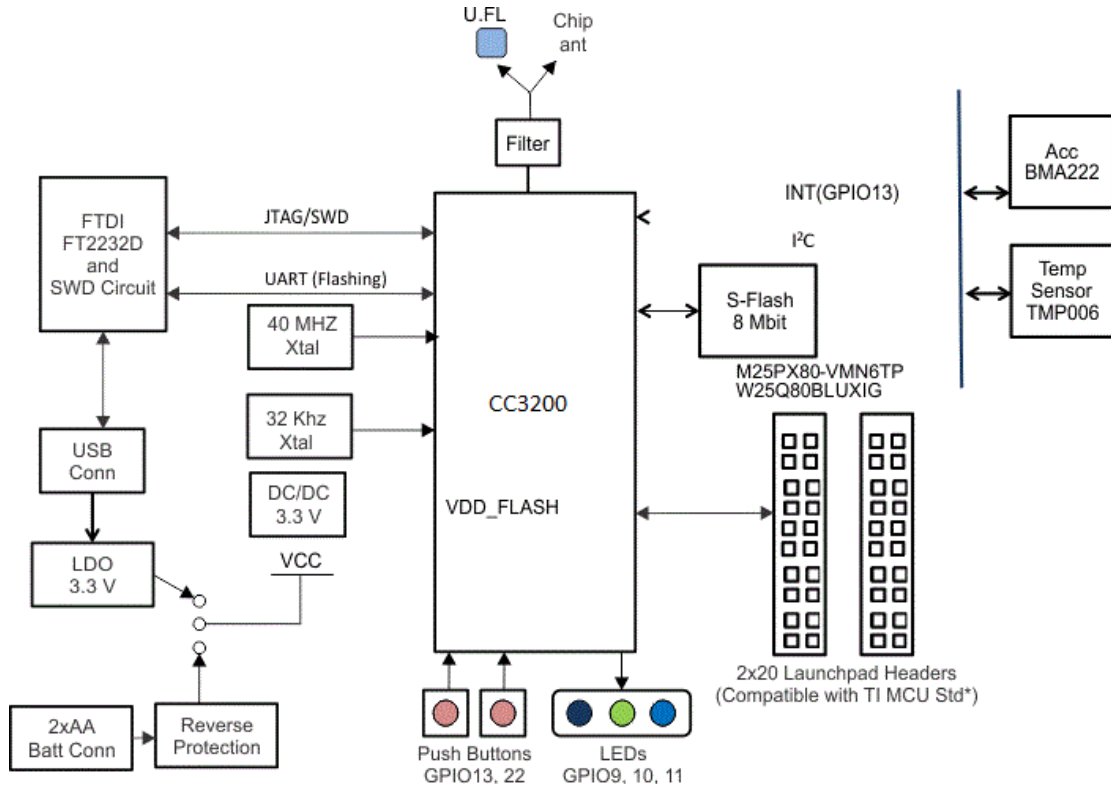 U.FL
Chip
ant
Filter
FTDI
FT2232D
and
SWD Circuit
JTAG/SWD
UART (Flashing)
40 MHZ
Xtal
32 Khz
Xtal
DC/DC
3.3 V
VCC
USB
Conn
LDO
3.3 V
2xAA
Batt Conn
Reverse
Protection
CC3200
VDD_FLASH
INT(GPIO13)
I²C
S-Flash
8 Mbit
M25PX80-VMN6TP
W25Q80BLUXIG
Acc
BMA222
Temp
Sensor
TMP006
2x20 Launchpad Headers
(Compatible with TI MCU Std*)
Push Buttons
GPIO13, 22
LEDs
GPIO9, 10, 11